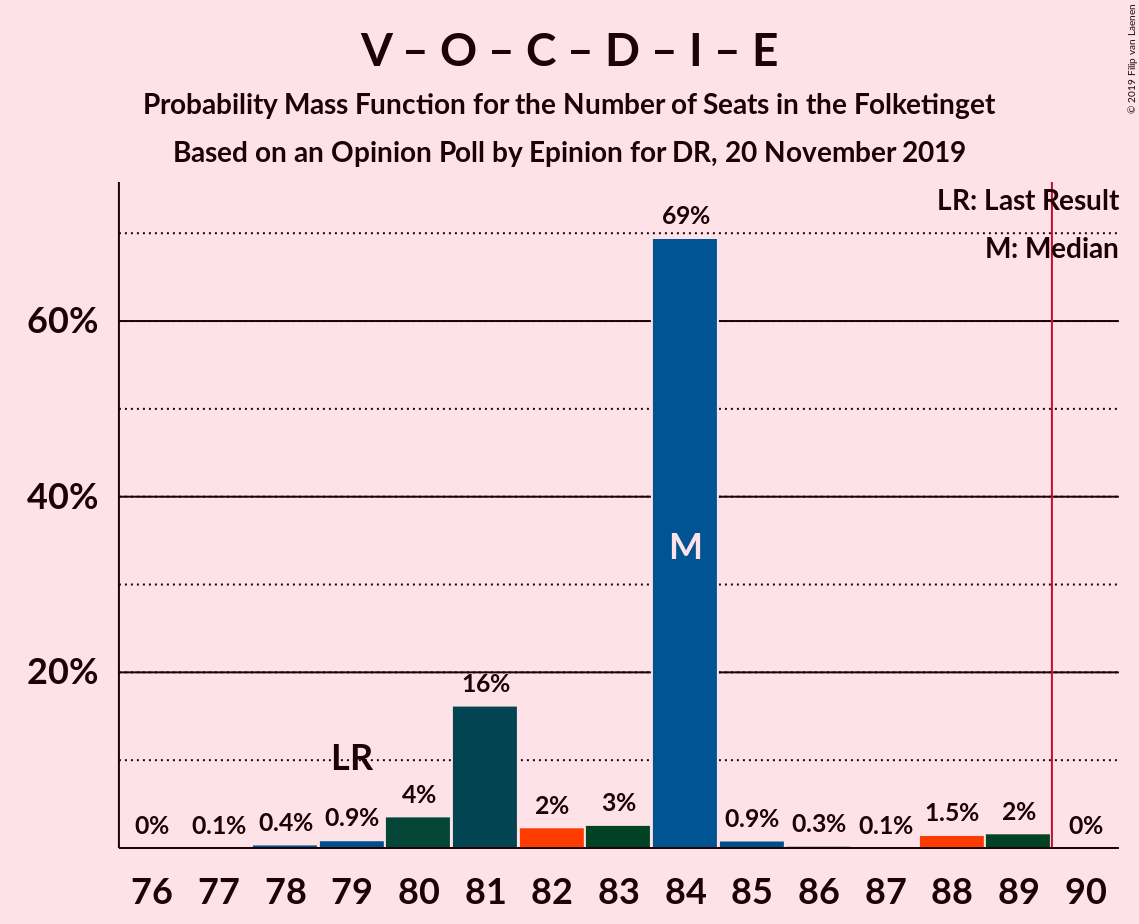 V – O – C – D – I – E
Probability Mass Function for the Number of Seats in the Folketinget
Based on an Opinion Poll by Epinion for DR, 20 November 2019
© 2019 Filip van Laenen
LR: Last Result
M: Median
60%
40%
20%
0%
0.1%
0.4%
0.9%
4%
16%
2%
3%
69%
0.9%
0.3%
0.1%
1.5%
2%
0%
LR
M
76 77 78 79 80 81 82 83 84 85 86 87 88 89 90